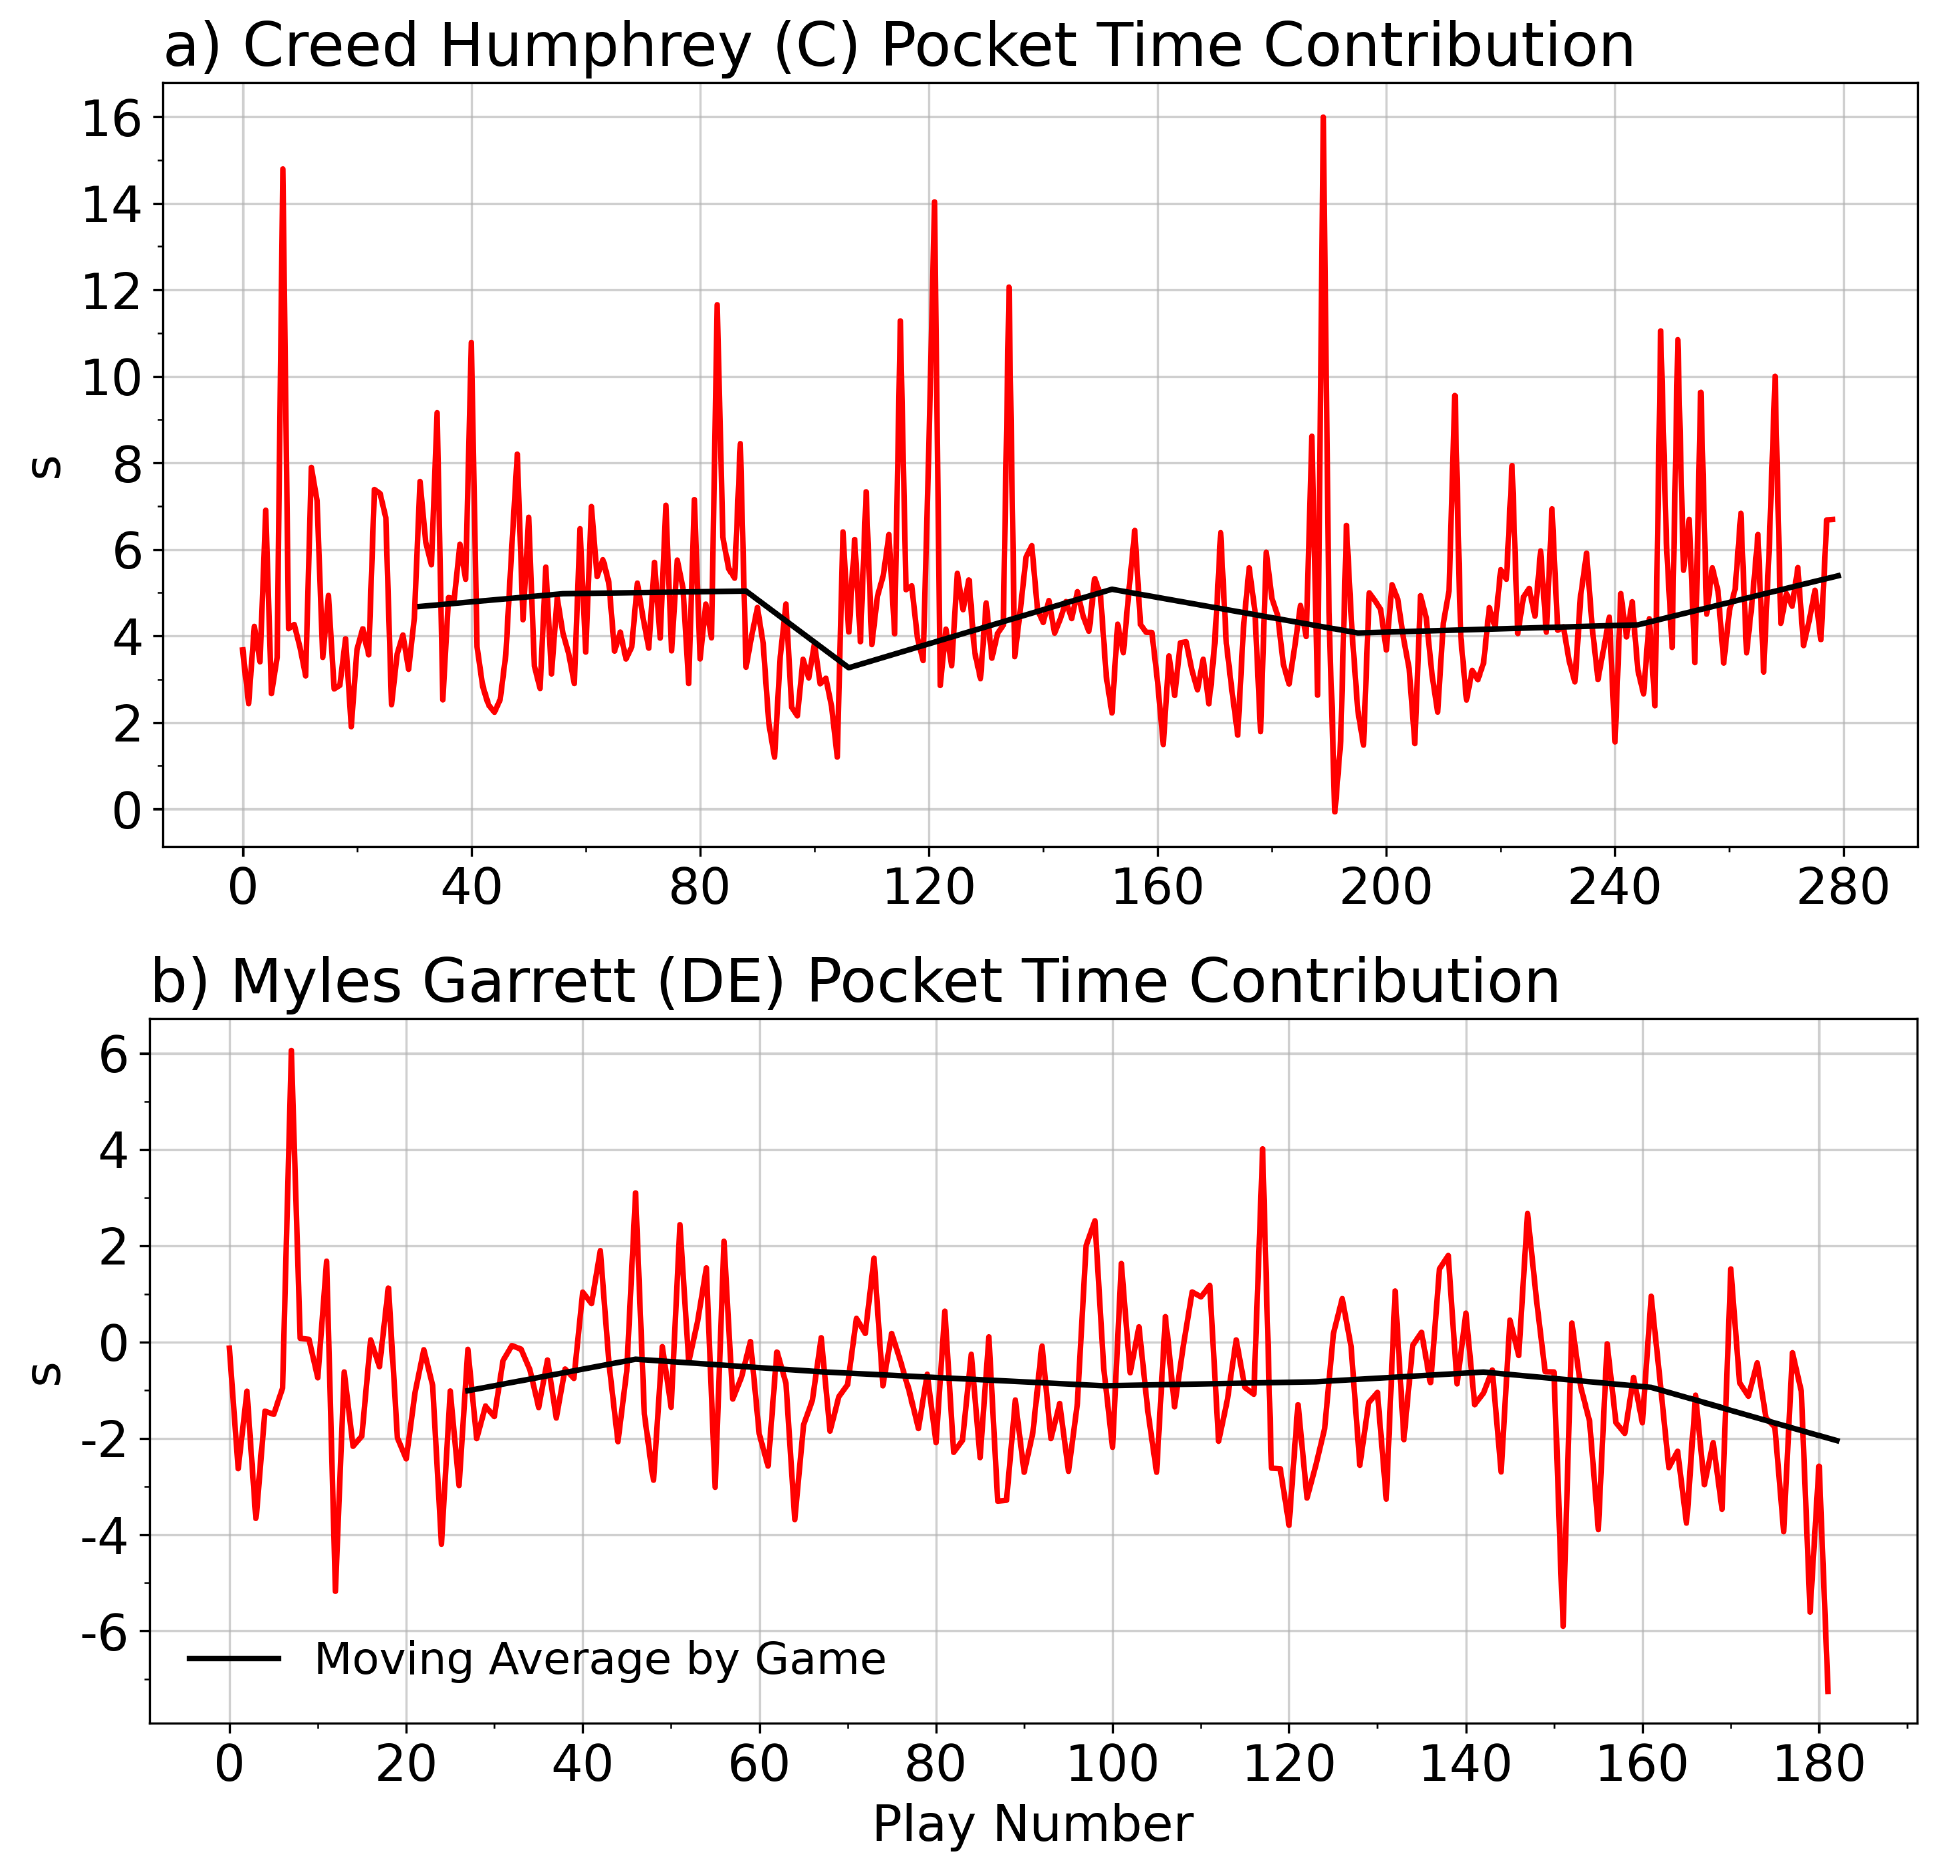 a) Creed Humphrey (C) Pocket Time Contribution
16
14
12
10
8
6
4
2
0
s
0 40 80 120 160 200 240 280
b) Myles Garrett (DE) Pocket Time Contribution
6
4
2
0
-2
-4
-6
s
Moving Average by Game
0 20 40 60 80 100 120 140 160 180
Play Number